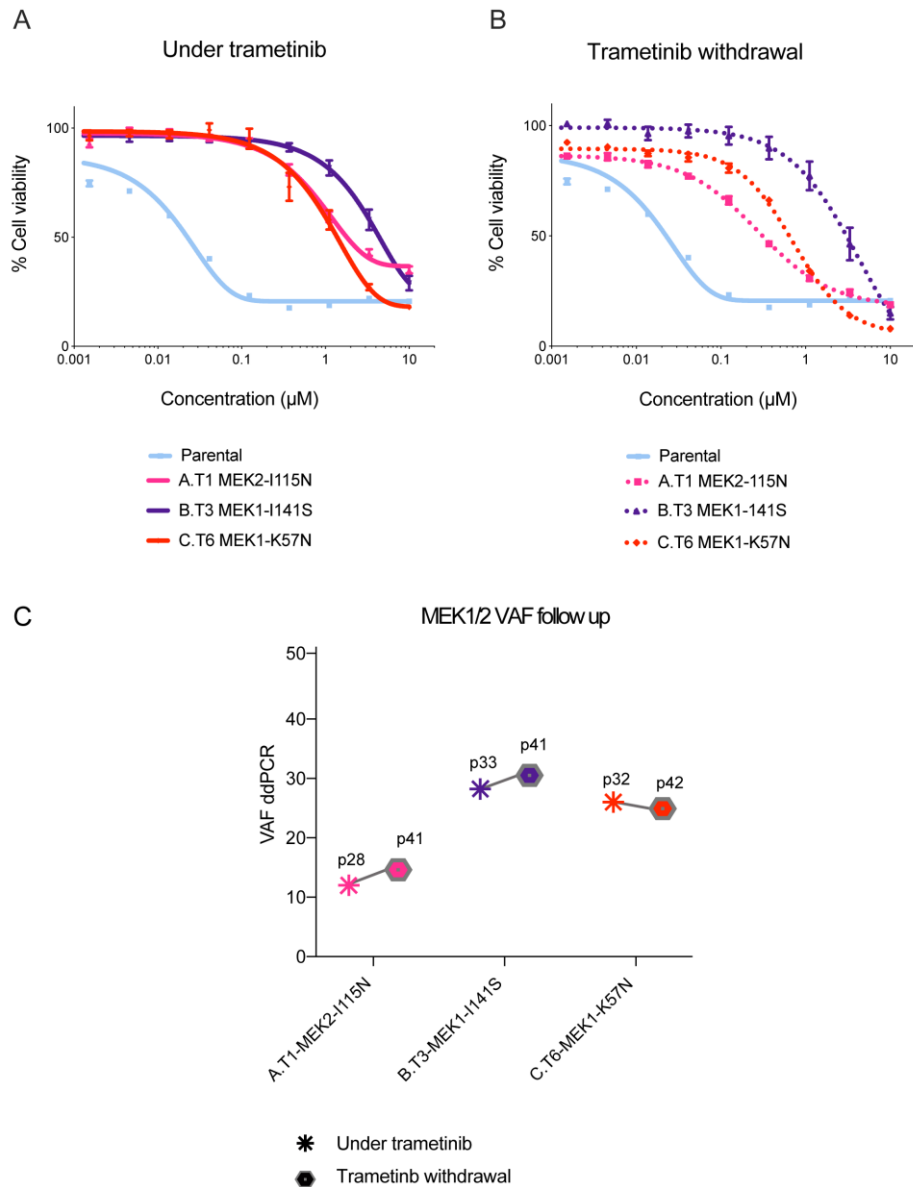 A
Under trametinib
% Cell viability
100
50
0
0.001
0.01
0.1
1
10
Concentration (µM)
Parental
A.T1 MEK2-I115N
B.T3 MEK1-I141S
C.T6 MEK1-K57N
B
Trametinib withdrawal
% Cell viability
100
50
0
0.001
0.01
0.1
1
10
Concentration (µM)
Parental
A.T1 MEK2-115N
B.T3 MEK1-141S
C.T6 MEK1-K57N
C
MEK1/2 VAF follow up
VAF ddPCR
50
40
30
20
10
0
p28
p41
p33
p41
p32
p42
A.T1-MEK2-I115N
B.T3-MEK1-I141S
C.T6-MEK1-K57N
Under trametinib
Trametinb withdrawal